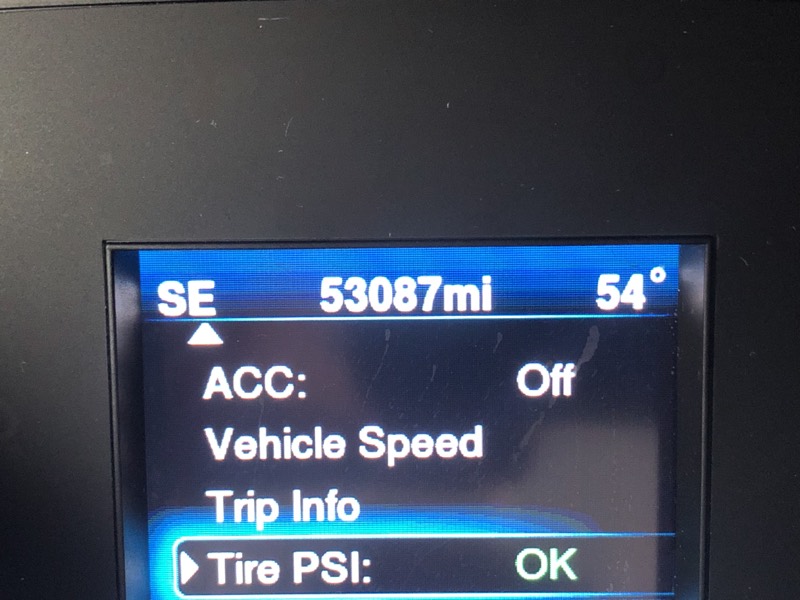 SE 53087mi 54°
ACC: Off
Vehicle Speed
Trip Info
Tire PSI: OK